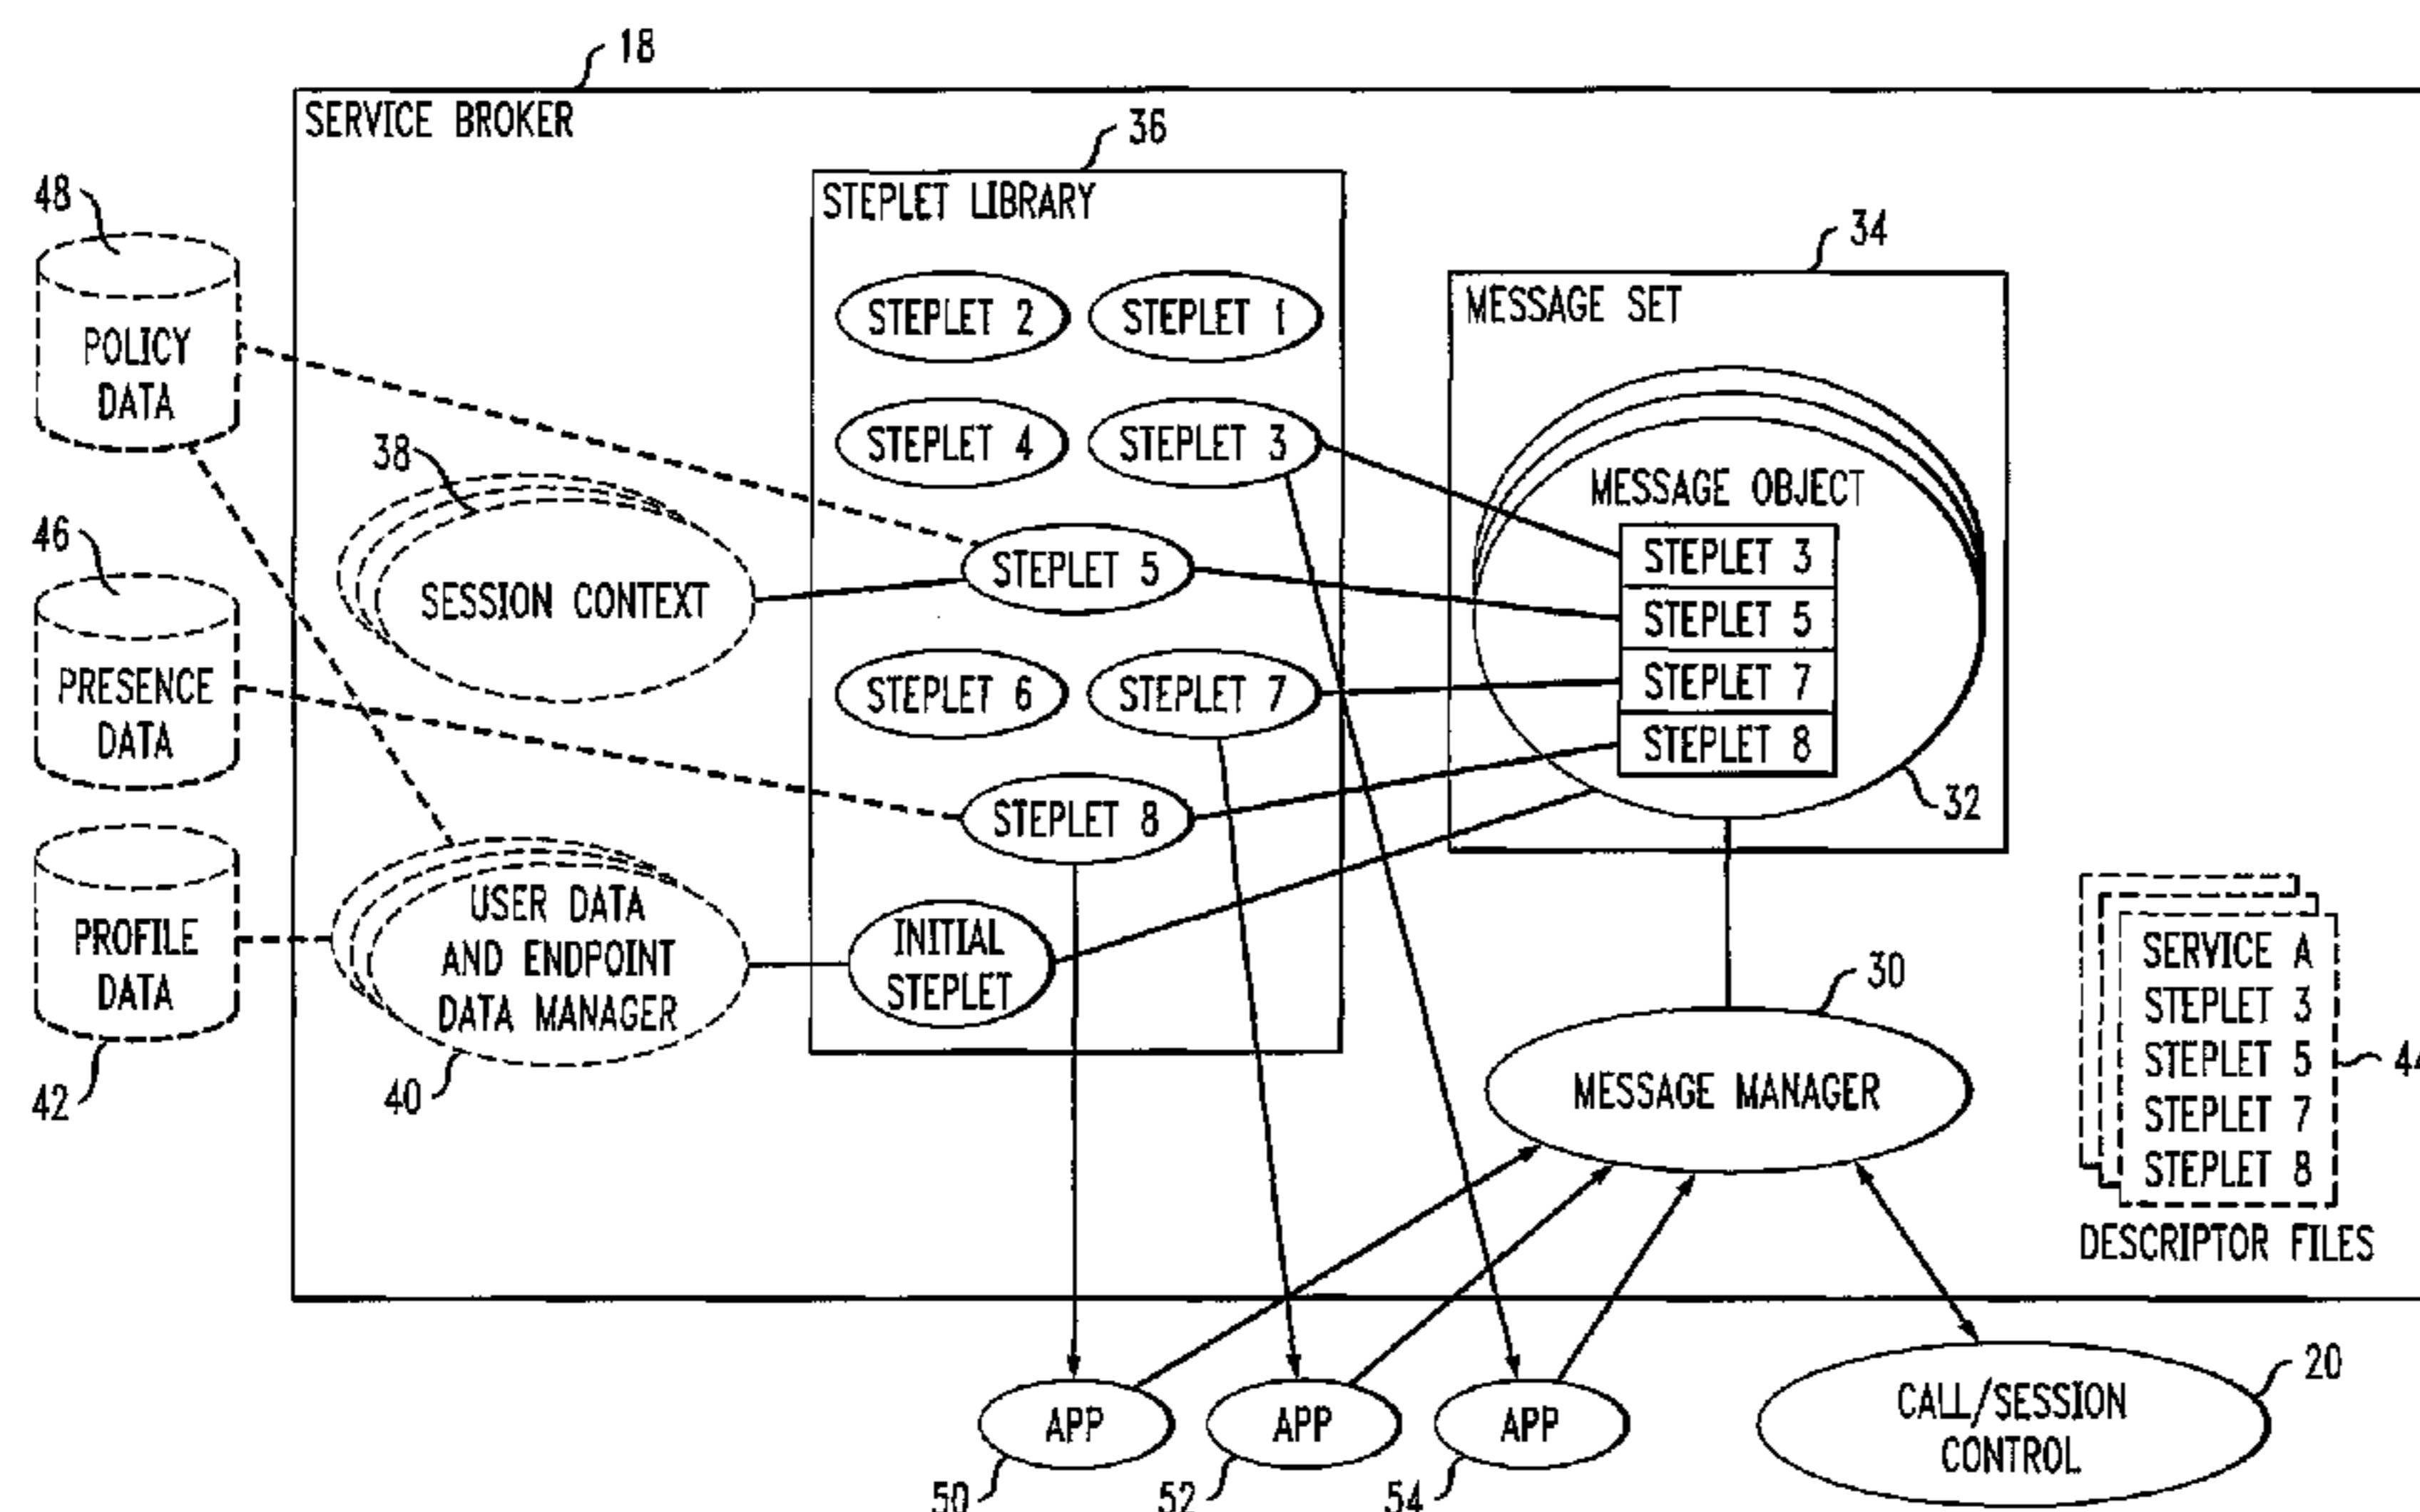 18
SERVICE BROKER
36
STEPLET LIBRARY
48
34
MESSAGE SET
STEPLET 2
STEPLET 1
POLICY
DATA
38
STEPLET 4
STEPLET 3
MESSAGE OBJECT
46
STEPLET 5
STEPLET 3
SESSION CONTEXT
STEPLET 5
PRESENCE
DATA
STEPLET 6
STEPLET 7
STEPLET 7
STEPLET 8
STEPLET 8
32
PROFILE
DATA
42
USER DATA
AND ENDPOINT
DATA MANAGER
40
INITIAL
STEPLET
30
MESSAGE MANAGER
SERVICE A
STEPLET 3
STEPLET 5
STEPLET 7
STEPLET 8
44
DESCRIPTOR FILES
APP
50
APP
52
APP
54
CALL/SESSION
CONTROL
20